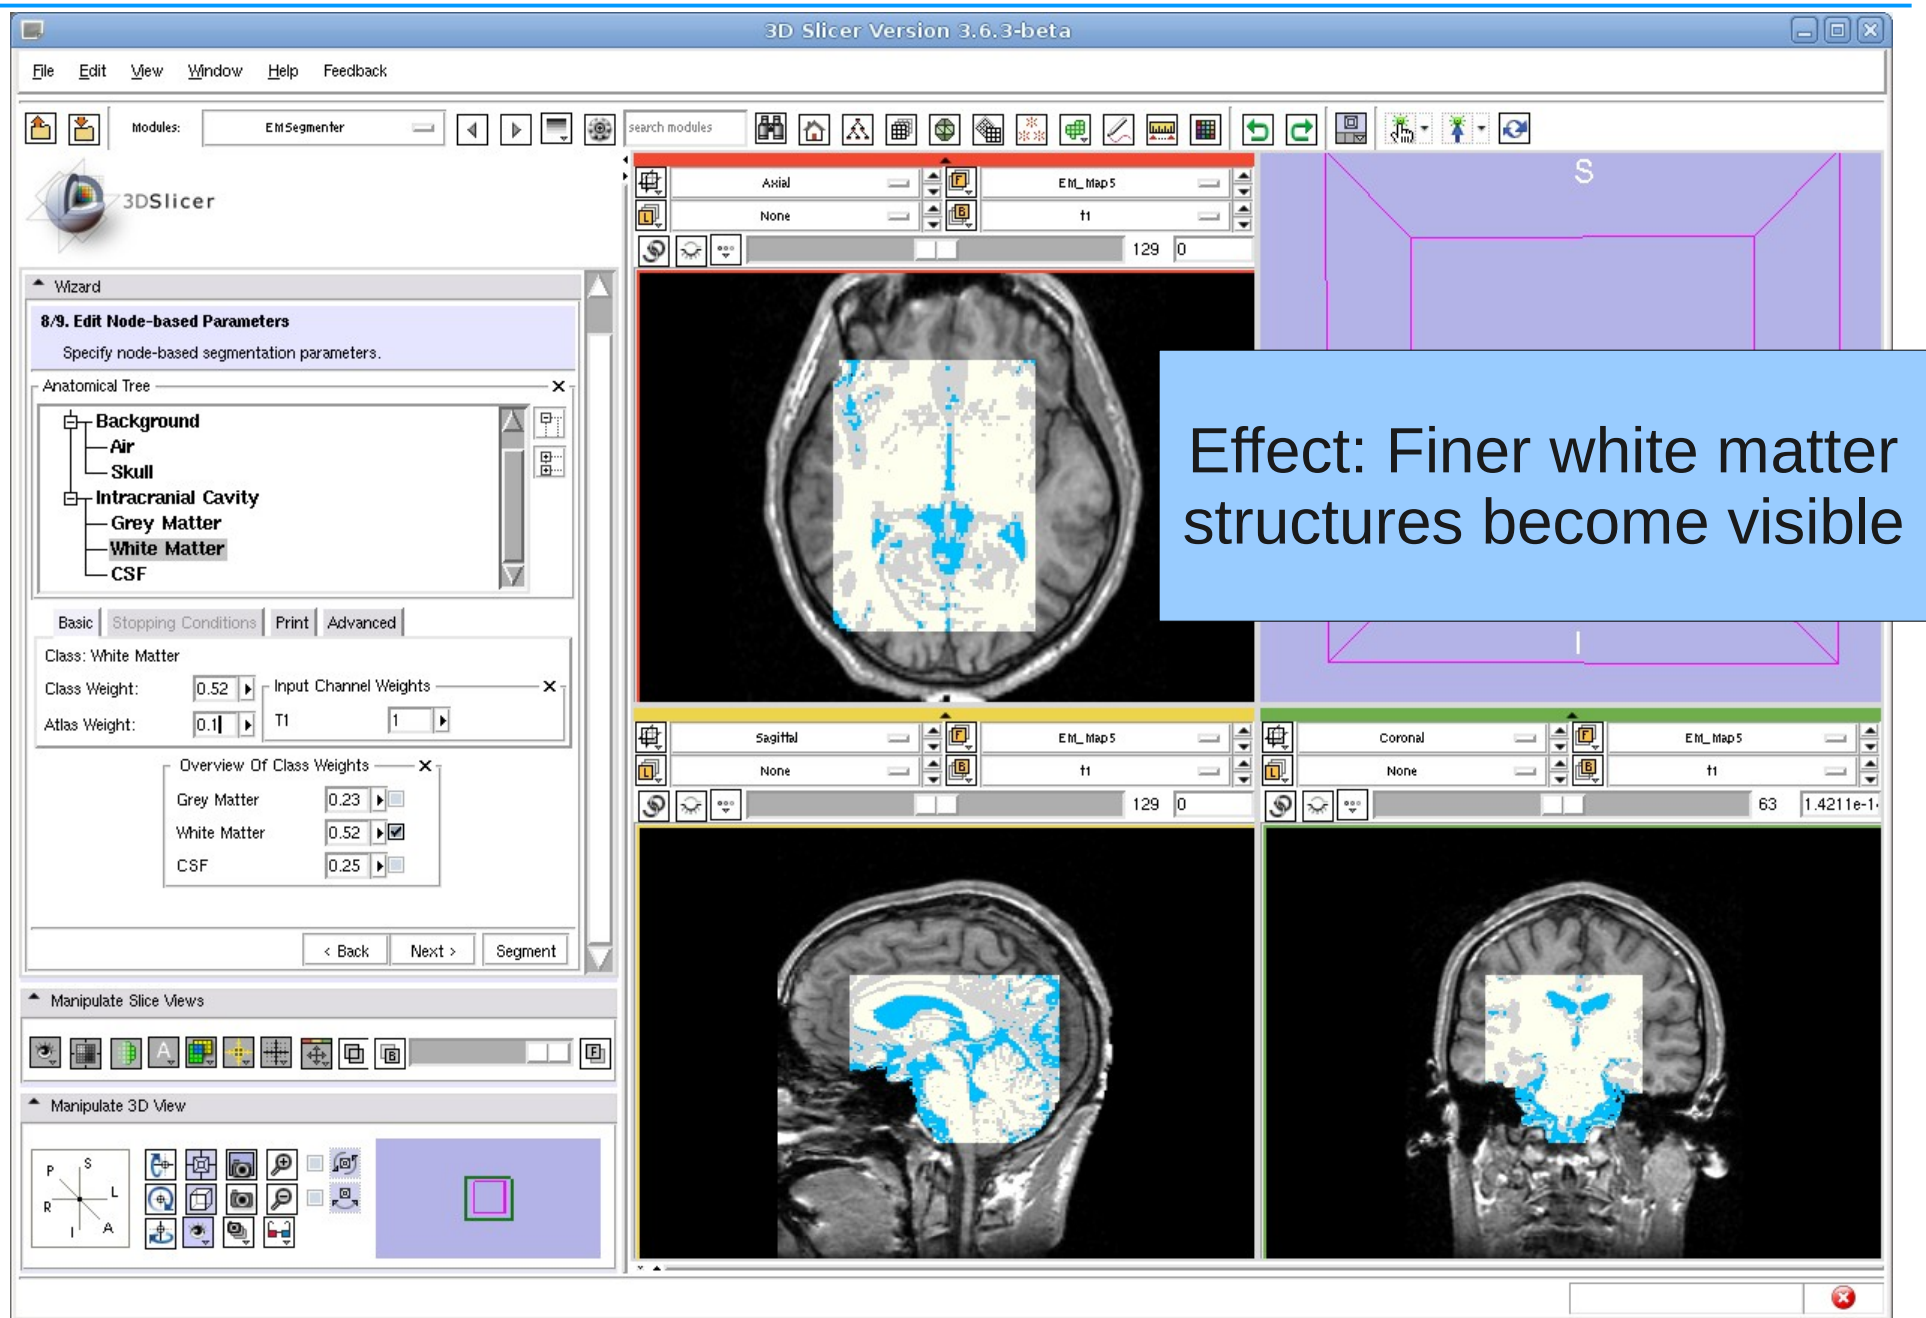 3D Slicer Version 3.6.3-beta
File Edit View Window Help Feedback
Modules: EMSegmenter search modules
3DSlicer
Wizard
8/9. Edit Node-based Parameters
Specify node-based segmentation parameters.
Anatomical Tree
Background
Air
Skull
Intracranial Cavity
Grey Matter
White Matter
CSF
Basic Stopping Conditions Print Advanced
Class: White Matter
Class Weight: 0.52 Input Channel Weights
Atlas Weight: 0.1 T1 1
Overview Of Class Weights
Grey Matter 0.23
White Matter 0.52
CSF 0.25
< Back Next > Segment
Manipulate Slice Views
A B F
Manipulate 3D View
P S L R I A
Axial F EM_Map5
L None B t1
129 0
S
I
Effect: Finer white matter
structures become visible
Sagittal F EM_Map5
L None B t1
129 0
Coronal F EM_Map5
L None B t1
63 1.4211e-1